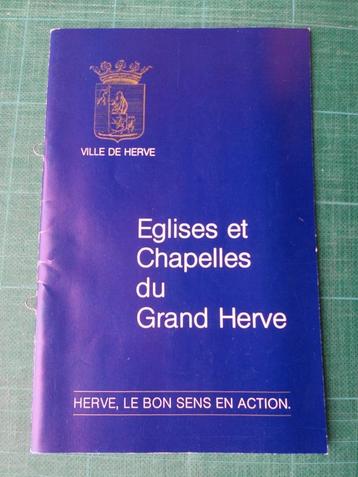 VILLE DE HERVE
Eglises et
Chapelles
du
Grand Herve
HERVE, LE BON SENS EN ACTION.